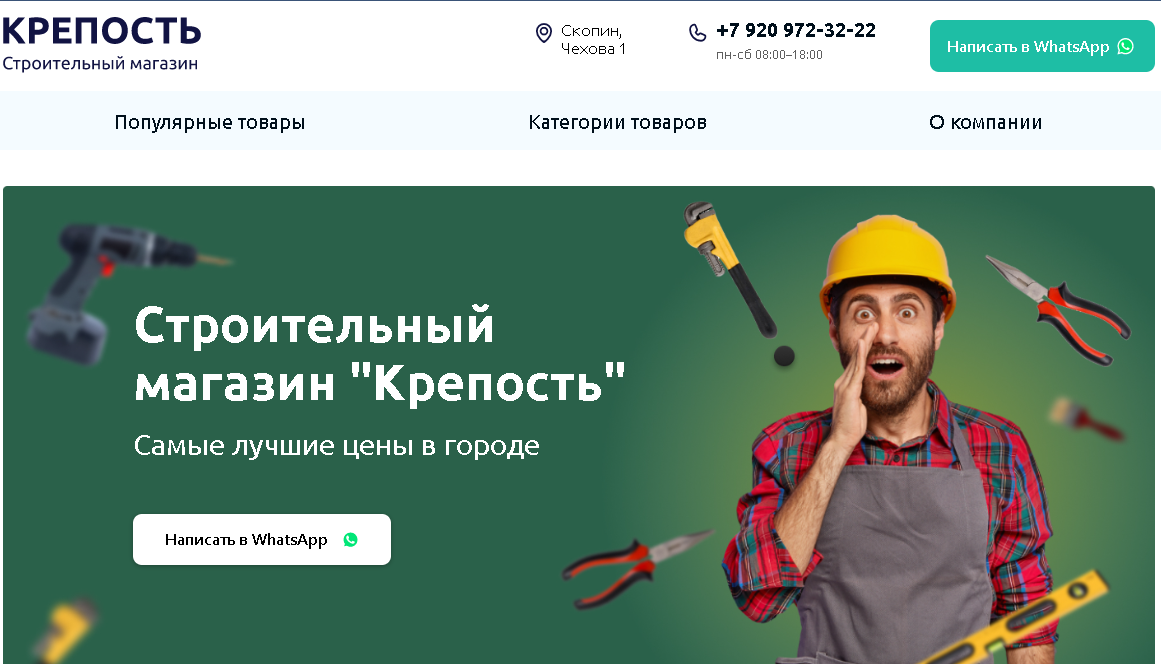 КРЕПОСТЬ
Строительный магазин
Скопин,
Чехова 1
+7 920 972-32-22
пн-сб 08:00–18:00
Написать в WhatsApp
Популярные товары
Категории товаров
О компании
Строительный
магазин "Крепость"
Самые лучшие цены в городе
Написать в WhatsApp